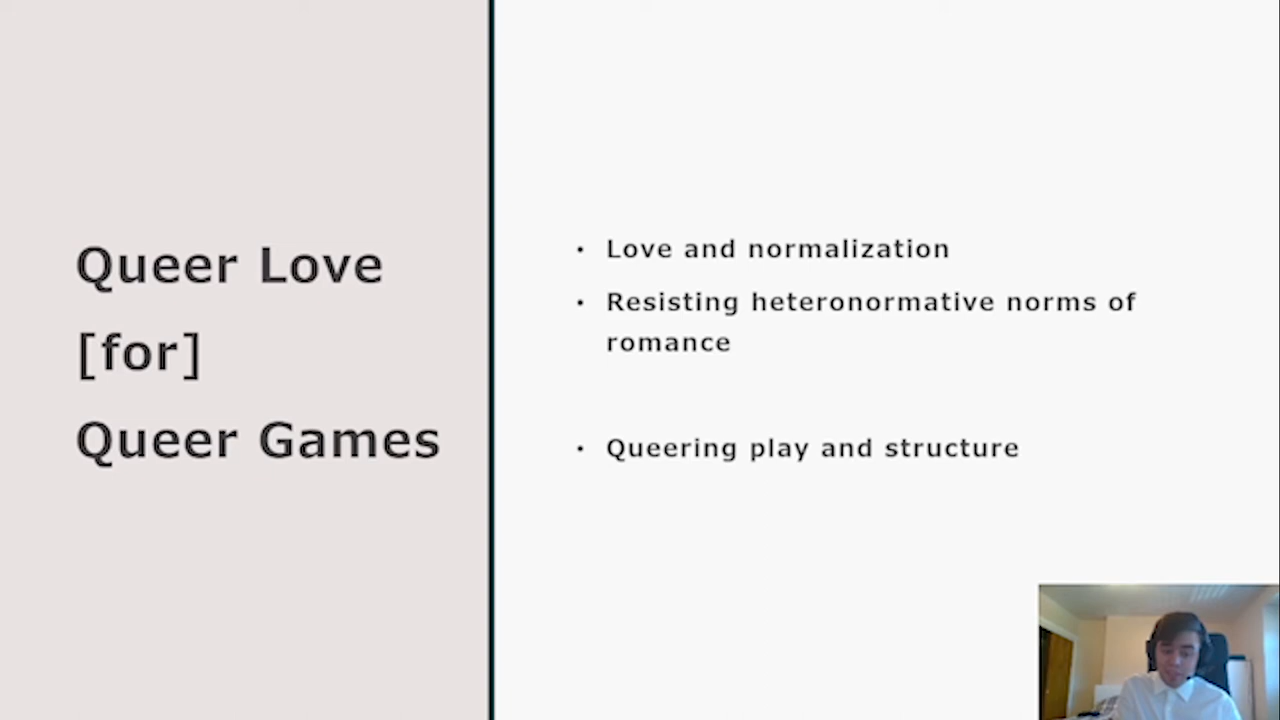 Queer Love
[for]
Queer Games
• Love and normalization
• Resisting heteronormative norms of
romance
• Queering play and structure